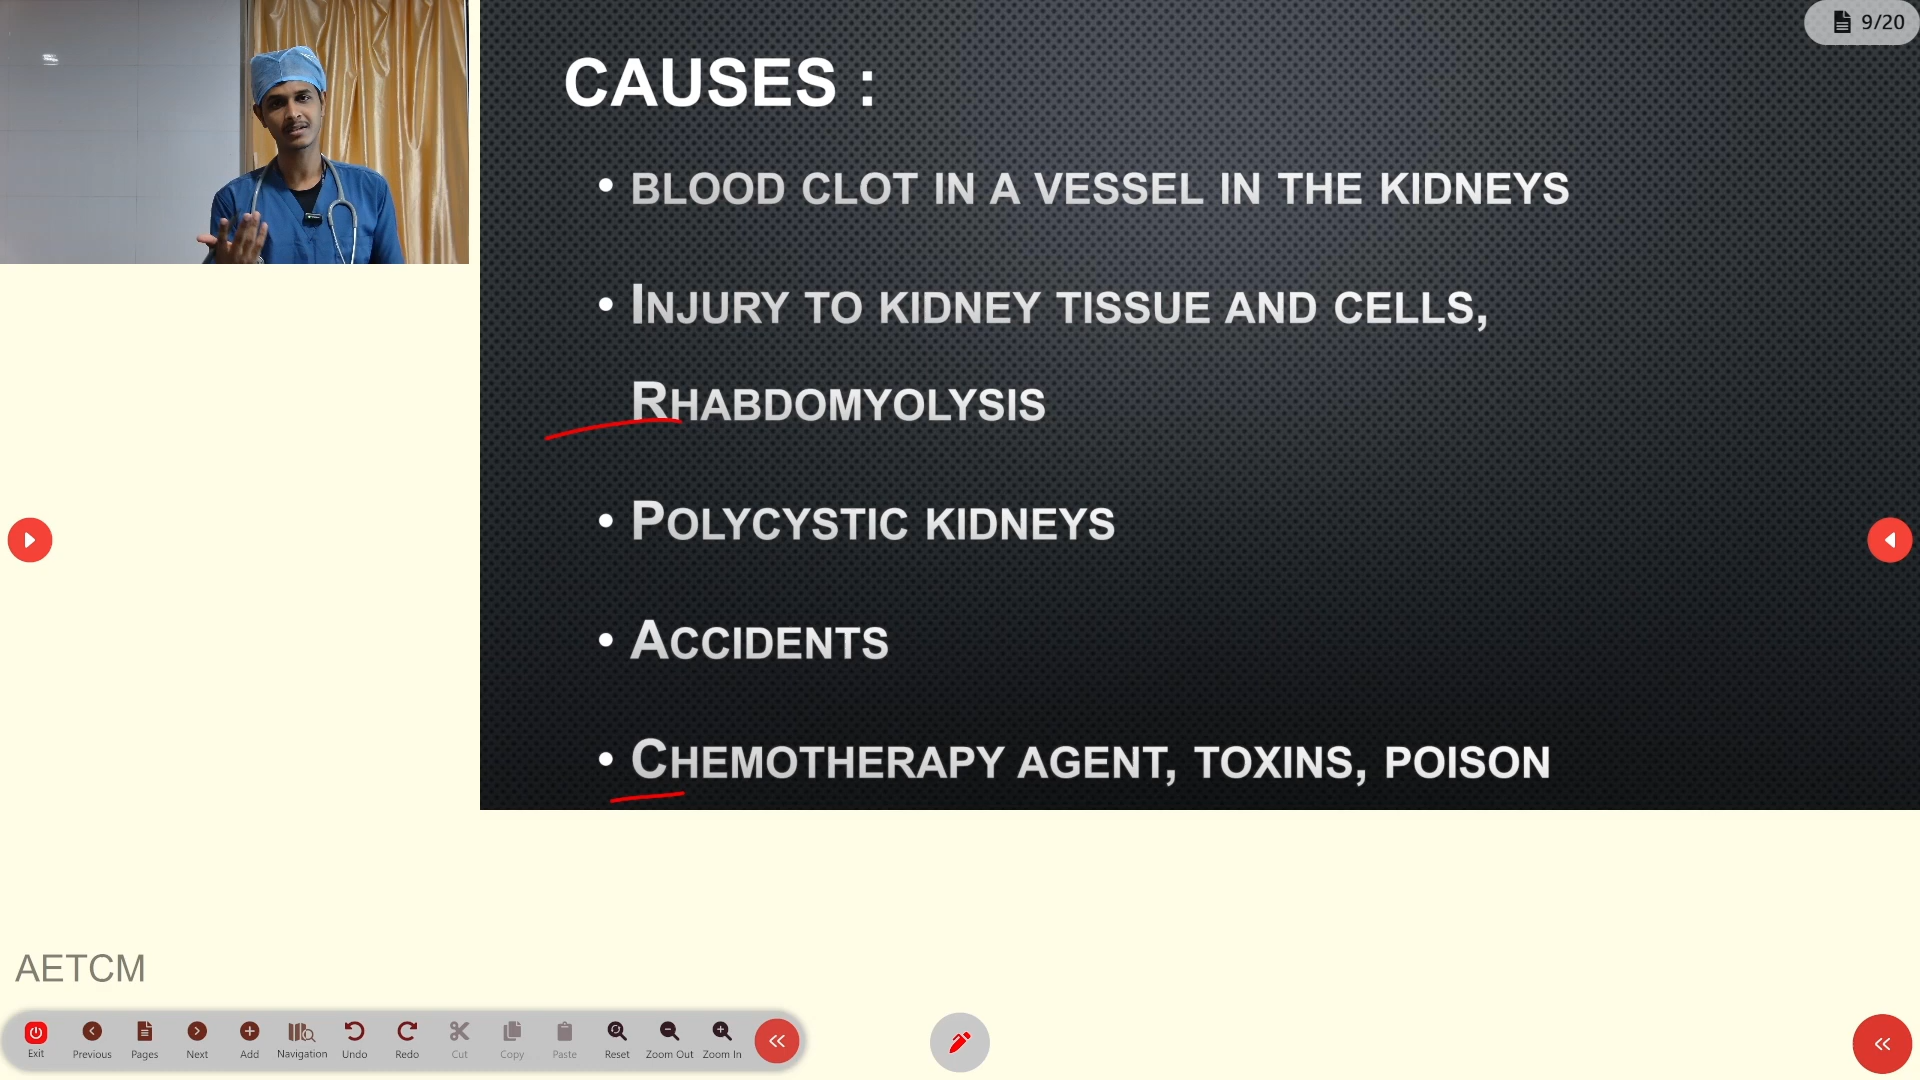 9/20
CAUSES :
• BLOOD CLOT IN A VESSEL IN THE KIDNEYS
• INJURY TO KIDNEY TISSUE AND CELLS,
RHABDOMYOLYSIS
• POLYCYSTIC KIDNEYS
• ACCIDENTS
• CHEMOTHERAPY AGENT, TOXINS, POISON
AETCM
Exit Previous Pages Next Add Navigation Undo Redo Cut Copy Paste Reset Zoom Out Zoom In